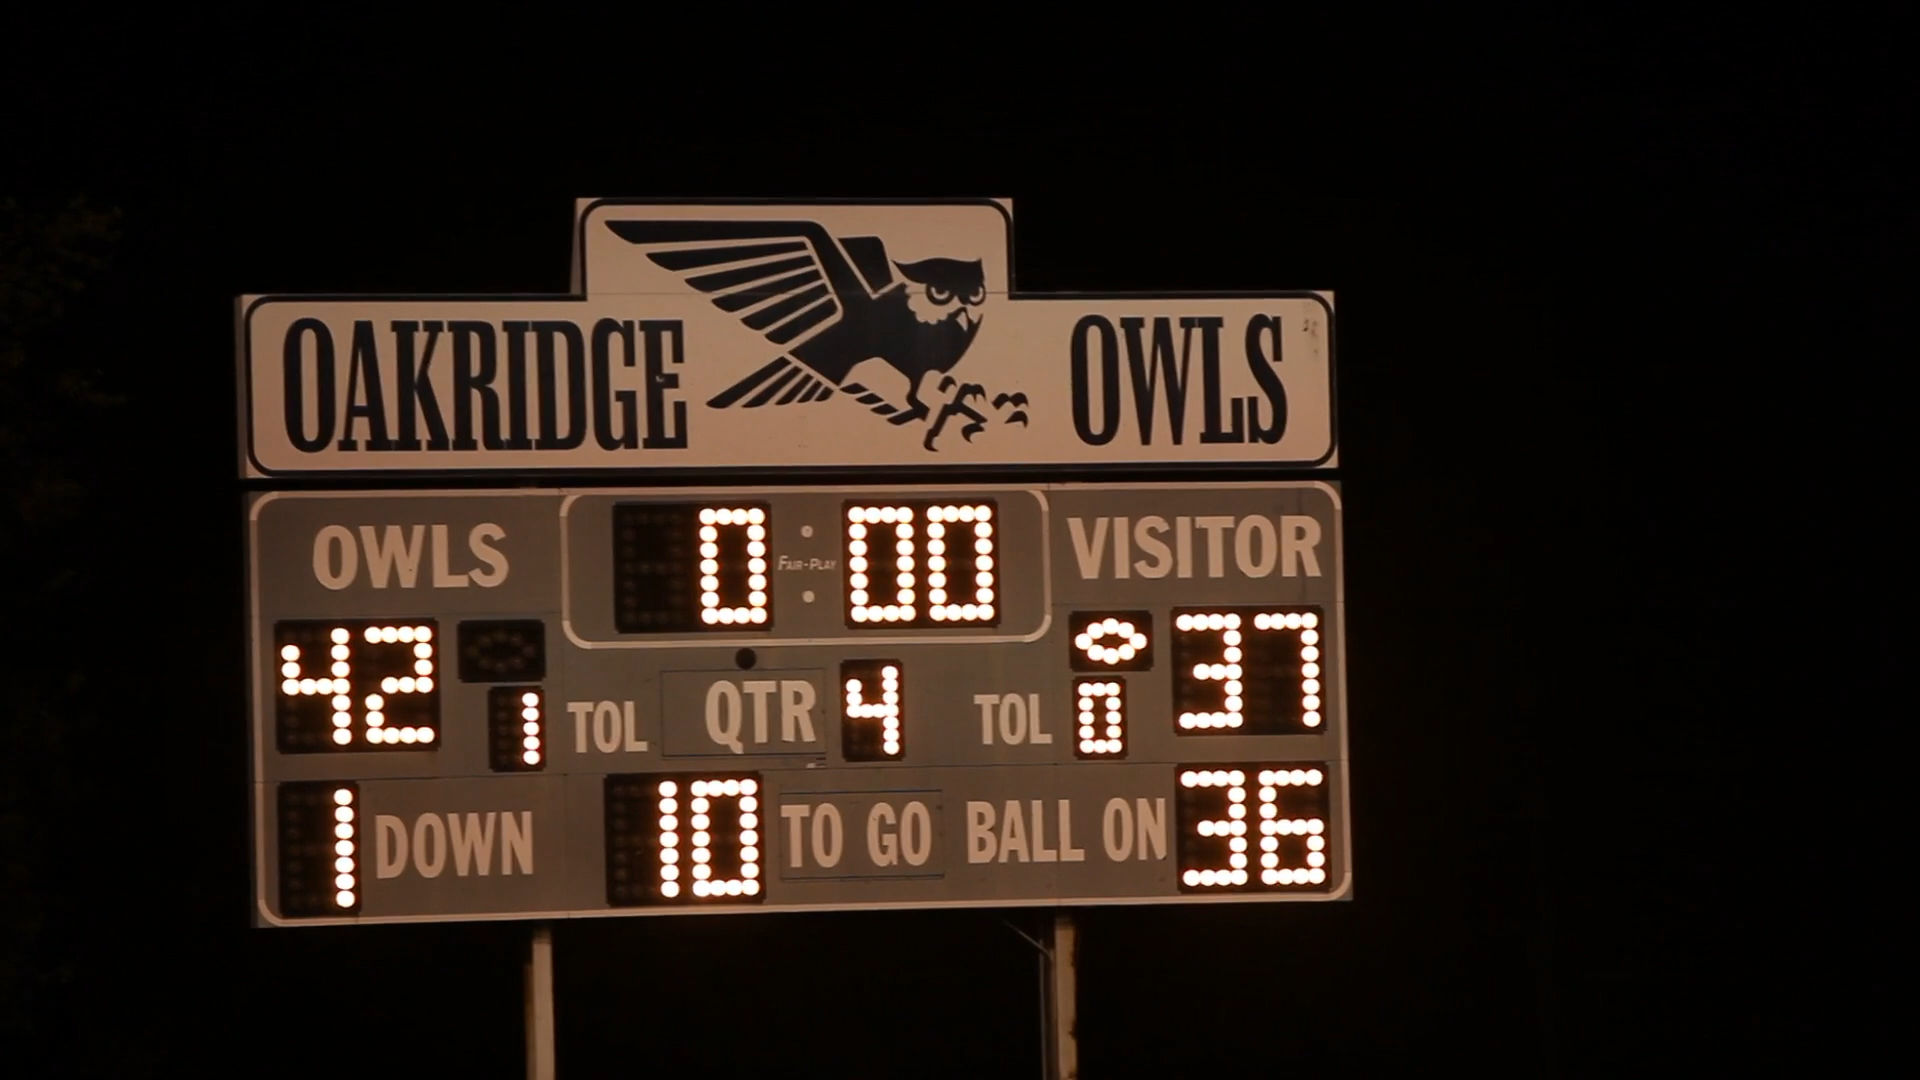 OAKRIDGE OWLS
OWLS 0:00 VISITOR
FAIR-PLAY
42 1 TOL QTR 4 TOL 0 37
1 DOWN 10 TO GO BALL ON 36